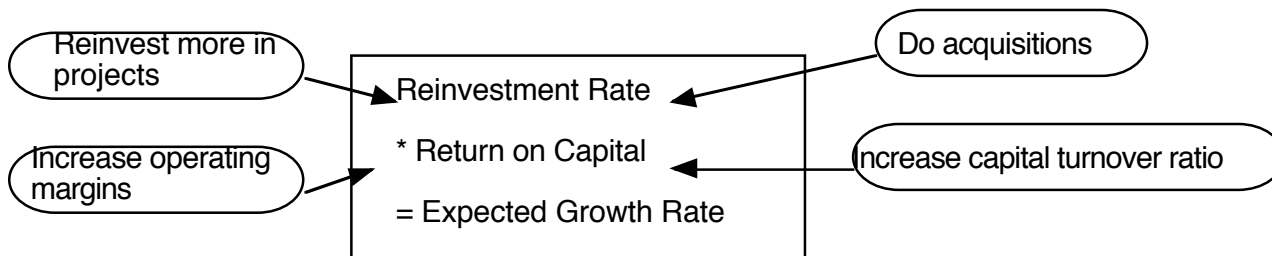 Reinvest more in
projects
Do acquisitions
Reinvestment Rate
* Return on Capital
= Expected Growth Rate
Increase operating
margins
Increase capital turnover ratio